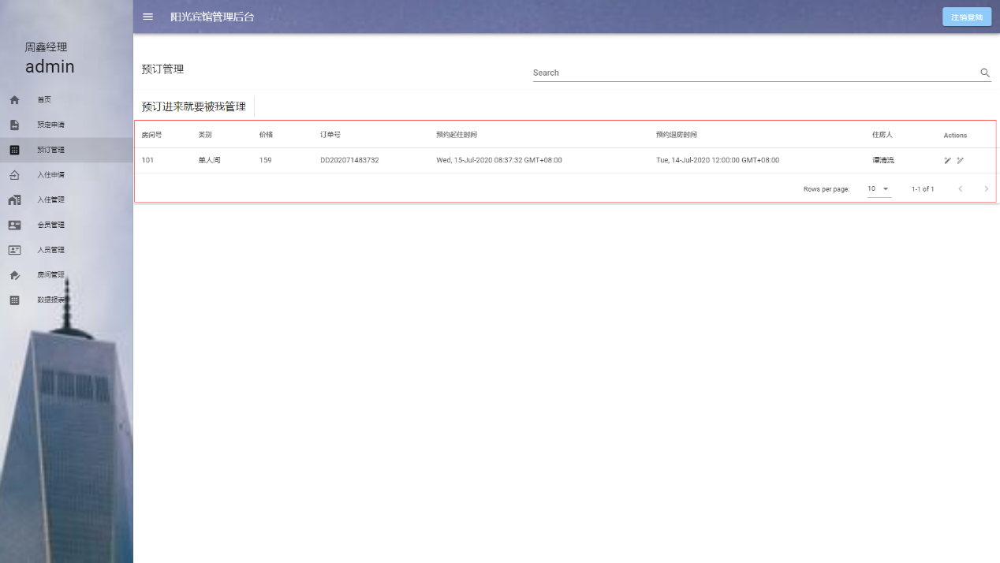 阳光宾馆管理后台
注销登陆
周鑫经理
admin
首页
预定申请
预订管理
入住申请
入住管理
会员管理
人员管理
房间管理
数据报表
预订管理
Search
预订进来就要被我管理
房间号 类别 价格 订单号 预约起住时间 预约退房时间 住房人 Actions
101 单人间 159 DD202071483732 Wed, 15-Jul-2020 08:37:32 GMT+08:00 Tue, 14-Jul-2020 12:00:00 GMT+08:00 谭清流
Rows per page: 10 1-1 of 1